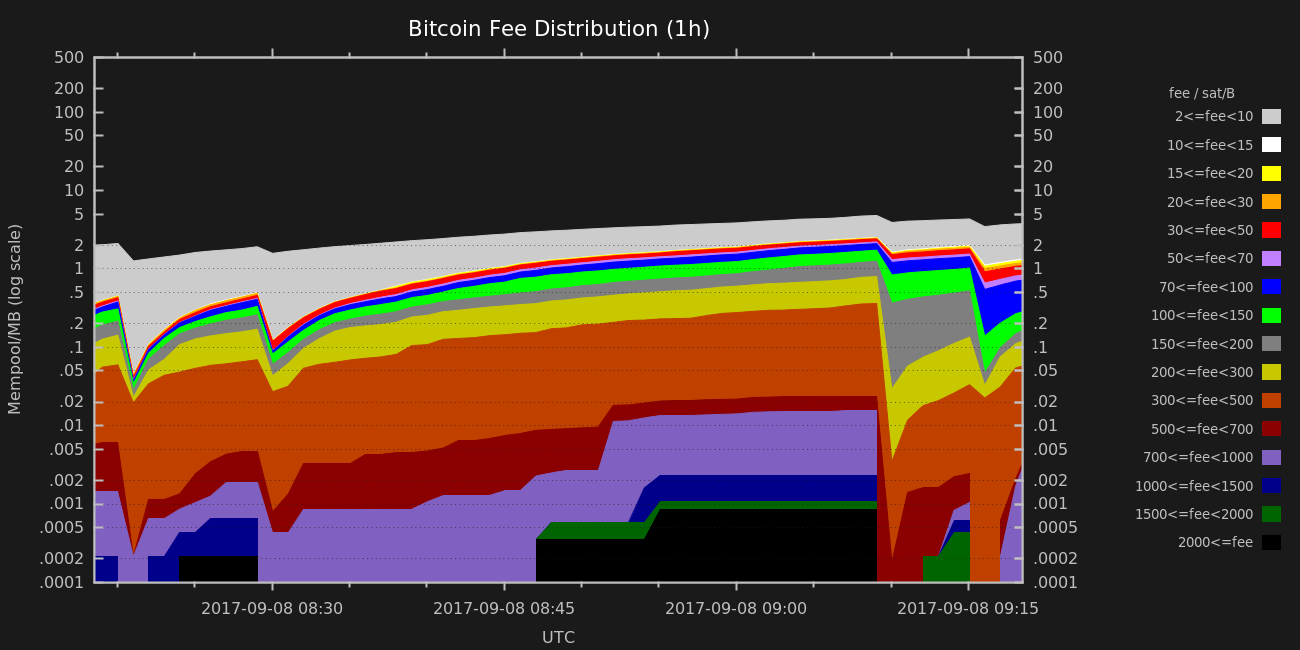 Bitcoin Fee Distribution (1h)
500
200
100
50
20
10
5
2
1
.5
.2
.1
.05
.02
.01
.005
.002
.001
.0005
.0002
.0001
Mempool/MB (log scale)
500
200
100
50
20
10
5
2
1
.5
.2
.1
.05
.02
.01
.005
.002
.001
.0005
.0002
.0001
2017-09-08 08:30
2017-09-08 08:45
2017-09-08 09:00
2017-09-08 09:15
UTC
fee / sat/B
2<=fee<10
10<=fee<15
15<=fee<20
20<=fee<30
30<=fee<50
50<=fee<70
70<=fee<100
100<=fee<150
150<=fee<200
200<=fee<300
300<=fee<500
500<=fee<700
700<=fee<1000
1000<=fee<1500
1500<=fee<2000
2000<=fee